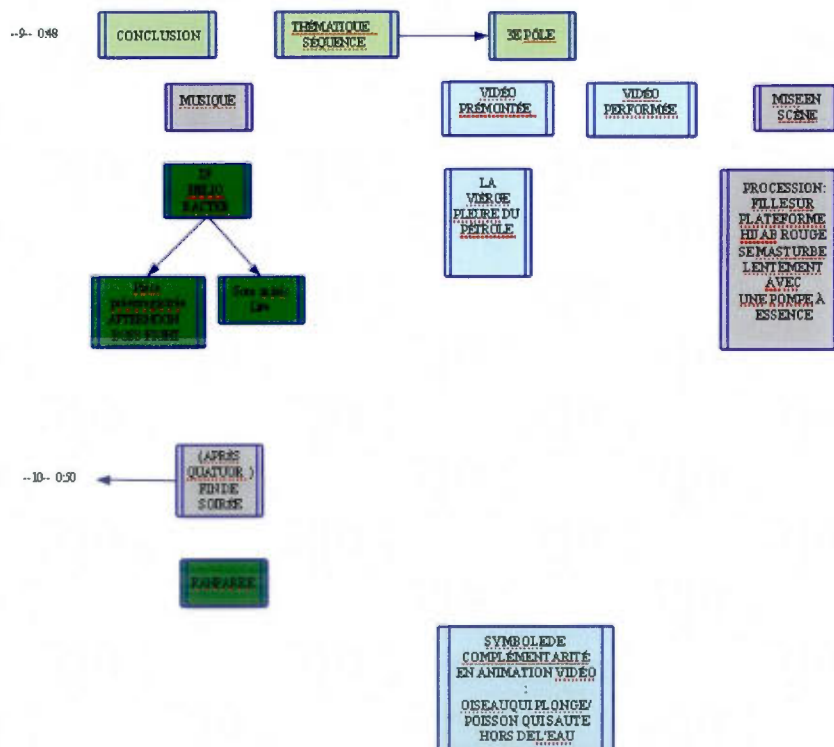 --9-- 0:48
CONCLUSION
THÉMATIQUE
SÉQUENCE
3E PÔLE
MUSIQUE
VIDÉO
PRÉMONTÉE
VIDÉO
PERFORMÉE
MISE EN
SCÈNE
LA
VIERGE
PLEURE DU
PÉTROLE
PROCESSION:
FILLE SUR
PLATEFORME
HIJAB ROUGE
SE MASTURBE
LENTEMENT
AVEC
UNE POMPE À
ESSENCE
AFTERNOON
Live
--10-- 0:50
(APRÈS
QUATUOR )
FIN DE
SOIRÉE
FANFARE
SYMBOLE DE
COMPLÉMENTARITÉ
EN ANIMATION VIDÉO
:
OISEAU QUI PLONGE/
POISSON QUI SAUTE
HORS DE L'EAU